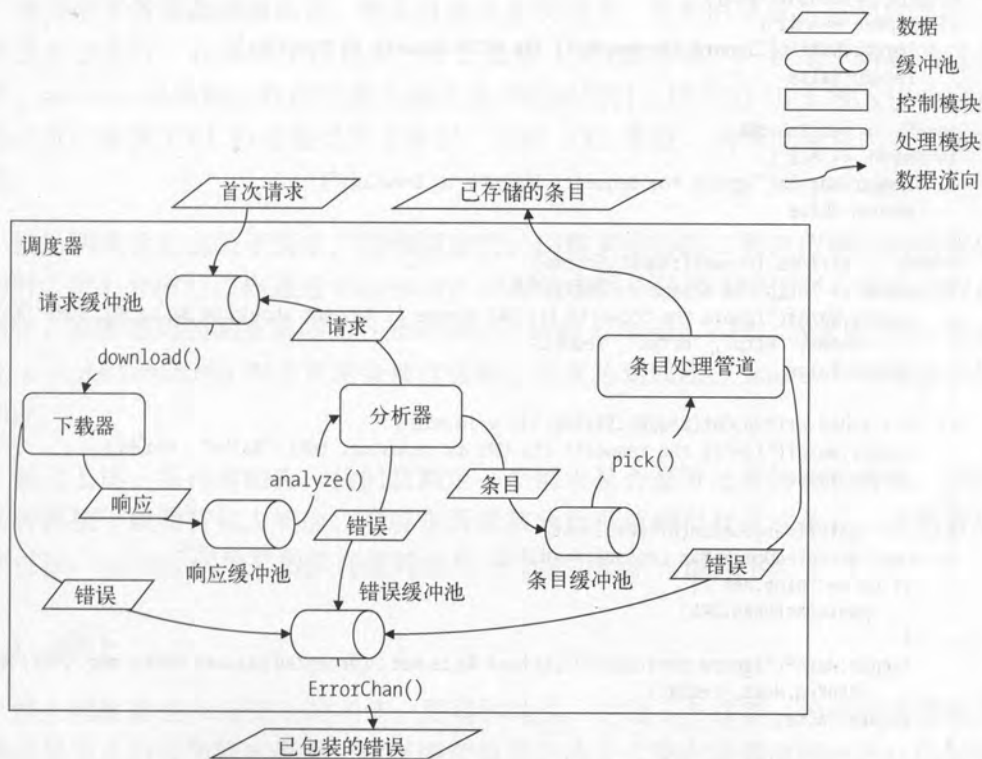 数据
缓冲池
控制模块
处理模块
数据流向
首次请求
已存储的条目
调度器
请求缓冲池
请求
download()
条目处理管道
下载器
分析器
pick()
analyze()
条目
响应
错误
错误
响应缓冲池
错误缓冲池
条目缓冲池
错误
ErrorChan()
已包装的错误